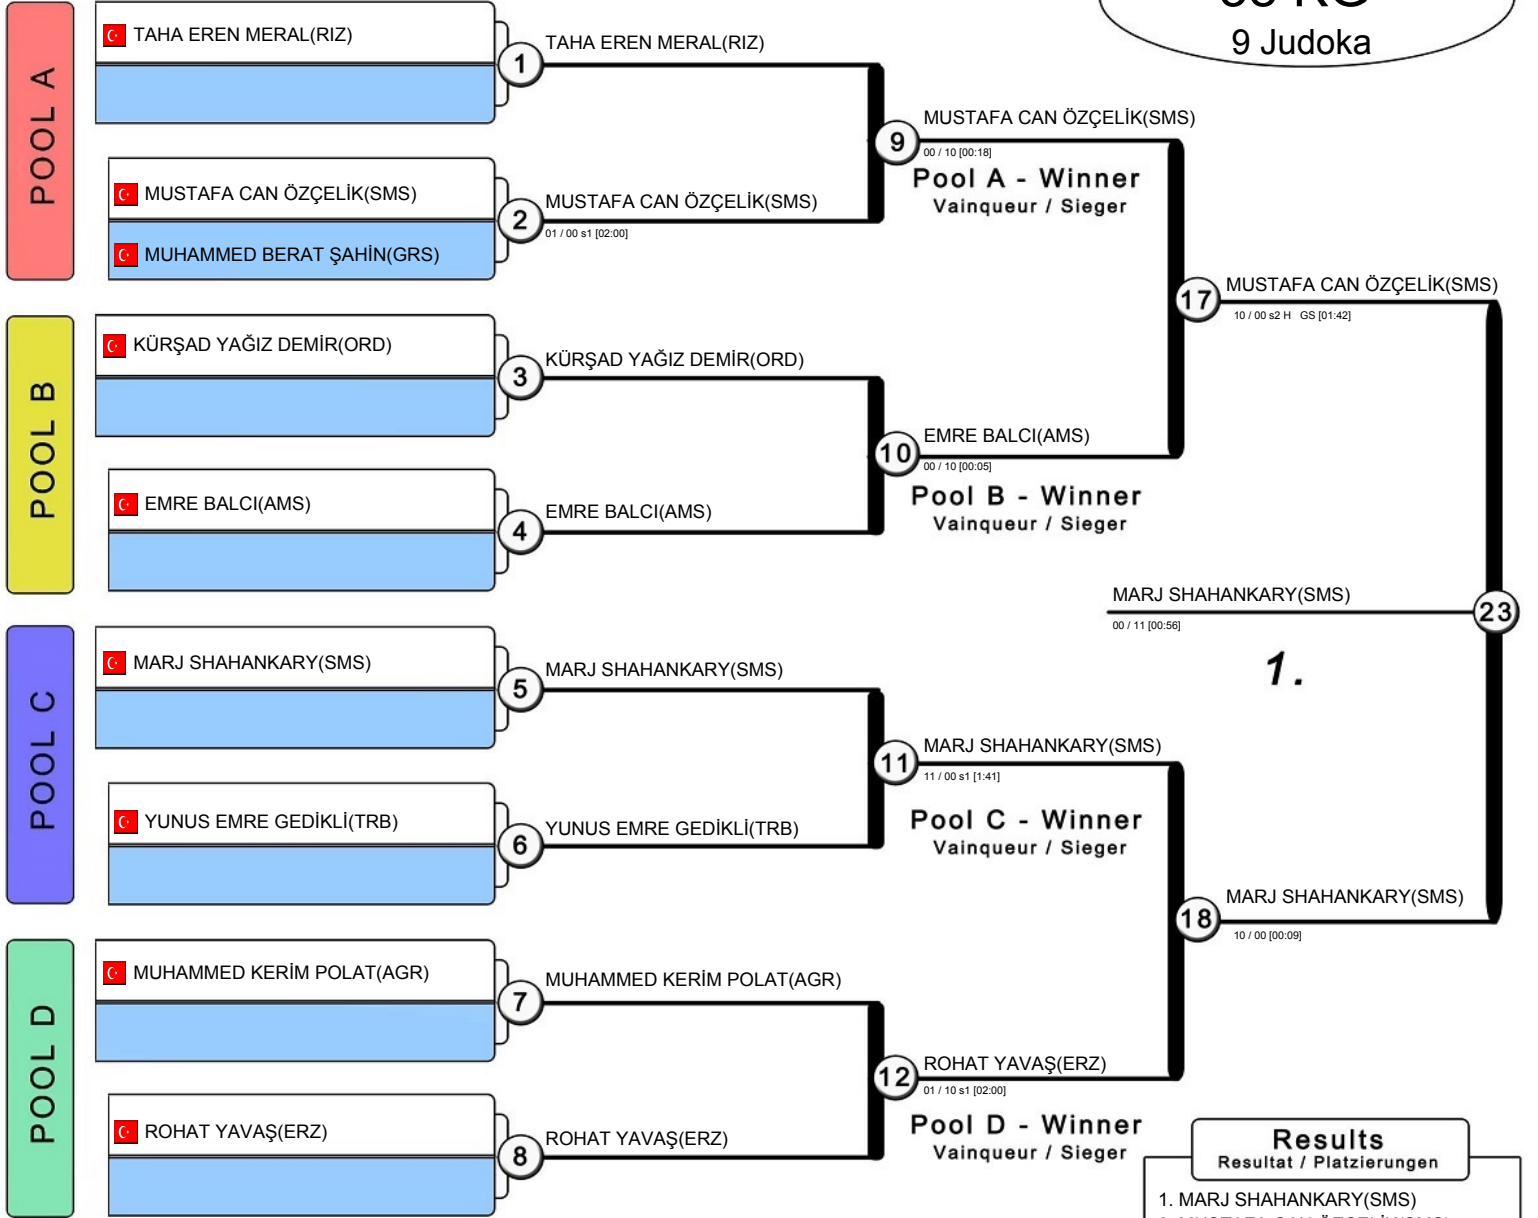 KG
9 Judoka
POOL A
TAHA EREN MERAL(RIZ)
1
TAHA EREN MERAL(RIZ)
MUSTAFA CAN ÖZÇELİK(SMS)
MUHAMMED BERAT ŞAHİN(GRS)
2
MUSTAFA CAN ÖZÇELİK(SMS)
01 / 00 s1 [02:00]
9
MUSTAFA CAN ÖZÇELİK(SMS)
00 / 10 [00:18]
Pool A - Winner
Vainqueur / Sieger
POOL B
KÜRŞAD YAĞIZ DEMİR(ORD)
3
KÜRŞAD YAĞIZ DEMİR(ORD)
EMRE BALCI(AMS)
4
EMRE BALCI(AMS)
10
EMRE BALCI(AMS)
00 / 10 [00:05]
Pool B - Winner
Vainqueur / Sieger
17
MUSTAFA CAN ÖZÇELİK(SMS)
10 / 00 s2 H GS [01:42]
POOL C
MARJ SHAHANKARY(SMS)
5
MARJ SHAHANKARY(SMS)
YUNUS EMRE GEDİKLİ(TRB)
6
YUNUS EMRE GEDİKLİ(TRB)
11
MARJ SHAHANKARY(SMS)
11 / 00 s1 [1:41]
Pool C - Winner
Vainqueur / Sieger
POOL D
MUHAMMED KERİM POLAT(AGR)
7
MUHAMMED KERİM POLAT(AGR)
ROHAT YAVAŞ(ERZ)
8
ROHAT YAVAŞ(ERZ)
12
ROHAT YAVAŞ(ERZ)
01 / 10 s1 [02:00]
Pool D - Winner
Vainqueur / Sieger
18
MARJ SHAHANKARY(SMS)
10 / 00 [00:09]
MARJ SHAHANKARY(SMS)
23
00 / 11 [00:56]
1.
Results
Resultat / Platzierungen
1. MARJ SHAHANKARY(SMS)